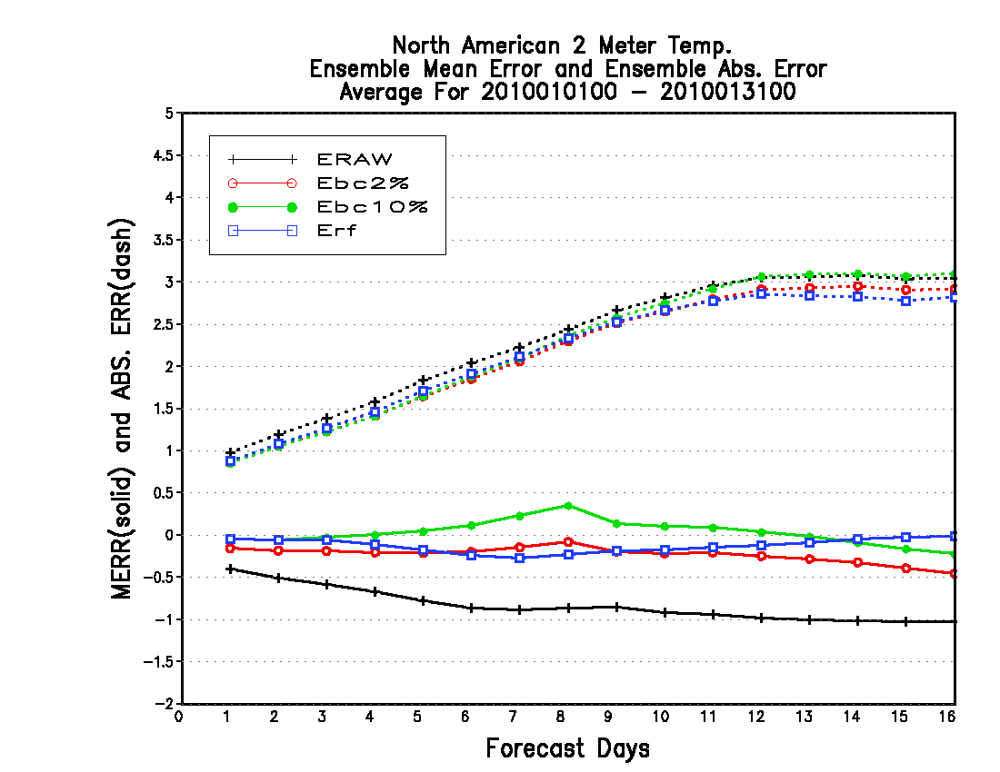 North American 2 Meter Temp.
Ensemble Mean Error and Ensemble Abs. Error
Average For 2010010100 – 2010013100
5
4.5
4
3.5
3
2.5
2
1.5
1
0.5
0
−0.5
−1
−1.5
−2
MERR(solid) and ABS. ERR(dash)
ERAW
Ebc2%
Ebc10%
Erf
0 1 2 3 4 5 6 7 8 9 10 11 12 13 14 15 16
Forecast Days